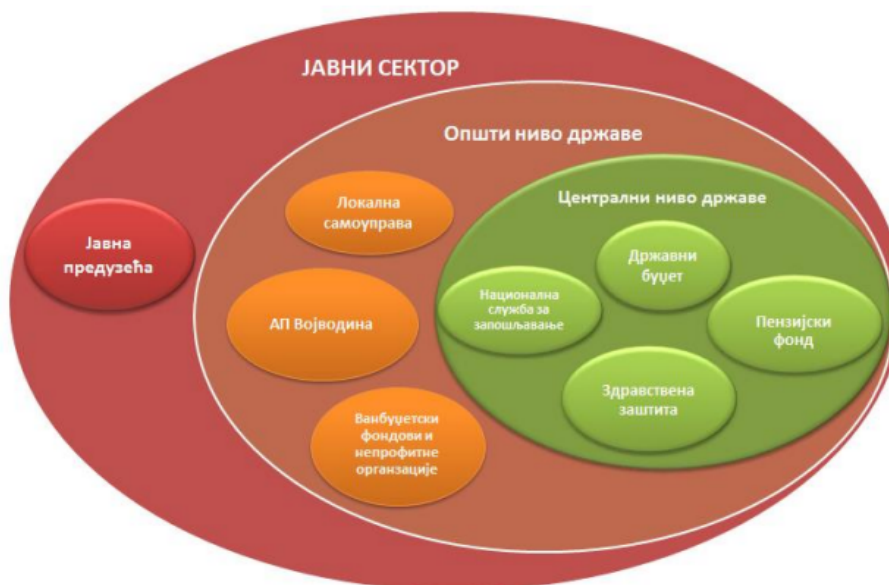 ЈАВНИ СЕКТОР
Општи ниво државе
Централни ниво државе
Јавна
предузећа
Локална
самоуправа
АП Војводина
Ванбуџетски
фондови и
непрофитне
органзације
Државни
буџет
Национална
служба за
запошљавање
Пензијски
фонд
Здравствена
заштита